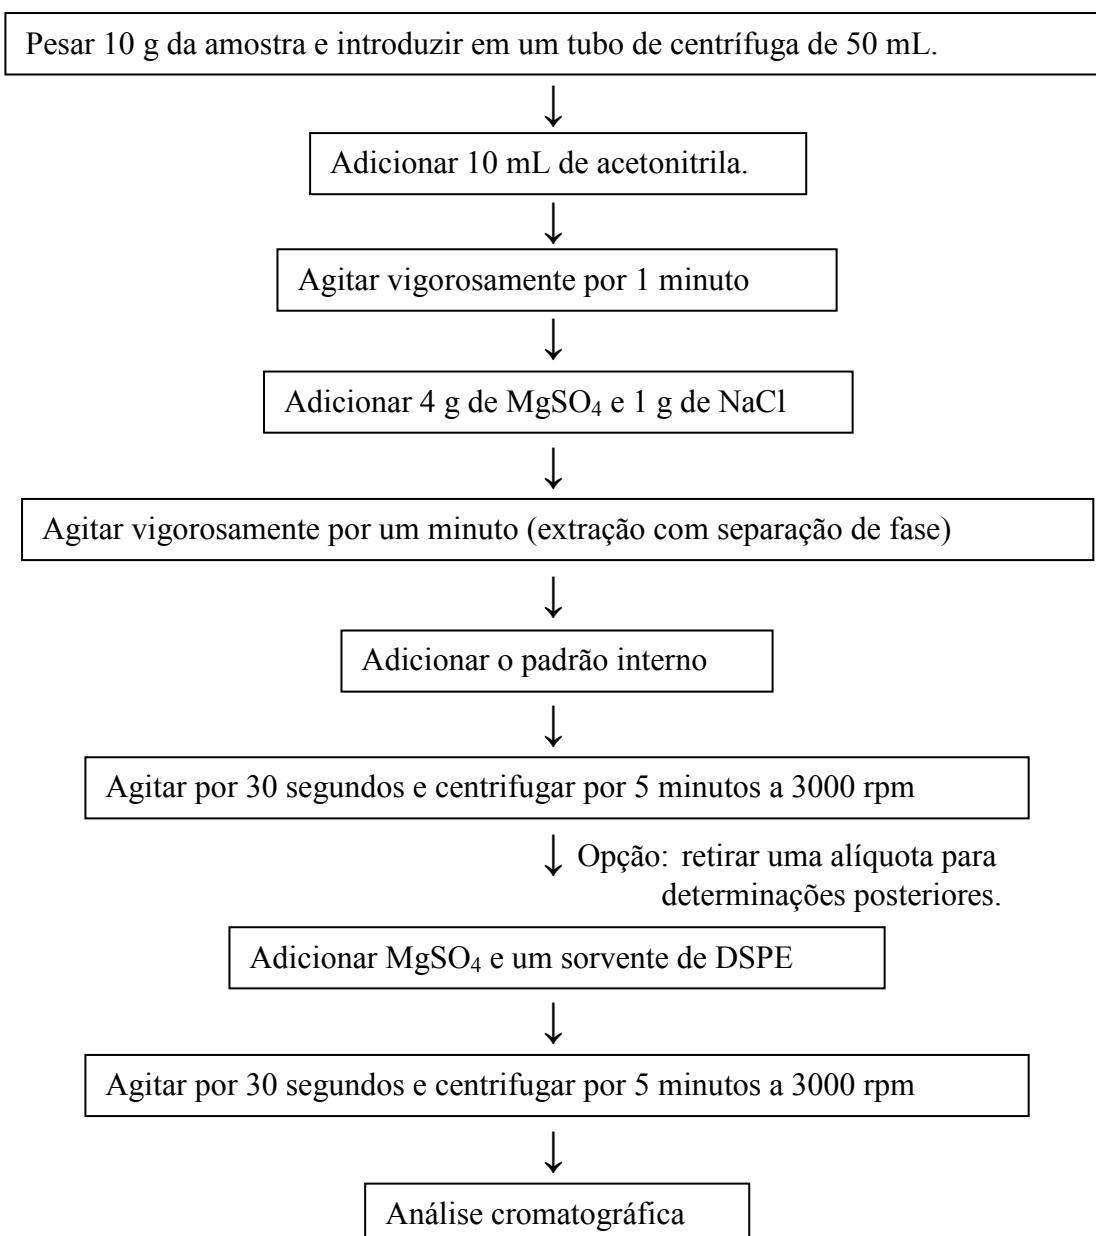 Pesar 10 g da amostra e introduzir em um tubo de centrífuga de 50 mL.
Adicionar 10 mL de acetonitrila.
Agitar vigorosamente por 1 minuto
Adicionar 4 g de MgSO₄ e 1 g de NaCl
Agitar vigorosamente por um minuto (extração com separação de fase)
Adicionar o padrão interno
Agitar por 30 segundos e centrifugar por 5 minutos a 3000 rpm
Opção: retirar uma alíquota para
determinações posteriores.
Adicionar MgSO₄ e um sorvente de DSPE
Agitar por 30 segundos e centrifugar por 5 minutos a 3000 rpm
Análise cromatográfica